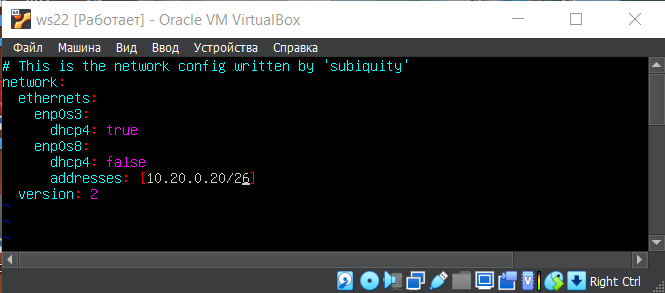 ws22 [Работает] - Oracle VM VirtualBox
Файл Машина Вид Ввод Устройства Справка
# This is the network config written by 'subiquity'
network:
  ethernets:
    enp0s3:
      dhcp4: true
    enp0s8:
      dhcp4: false
      addresses: [10.20.0.20/26]
  version: 2
~
~
~
Right Ctrl